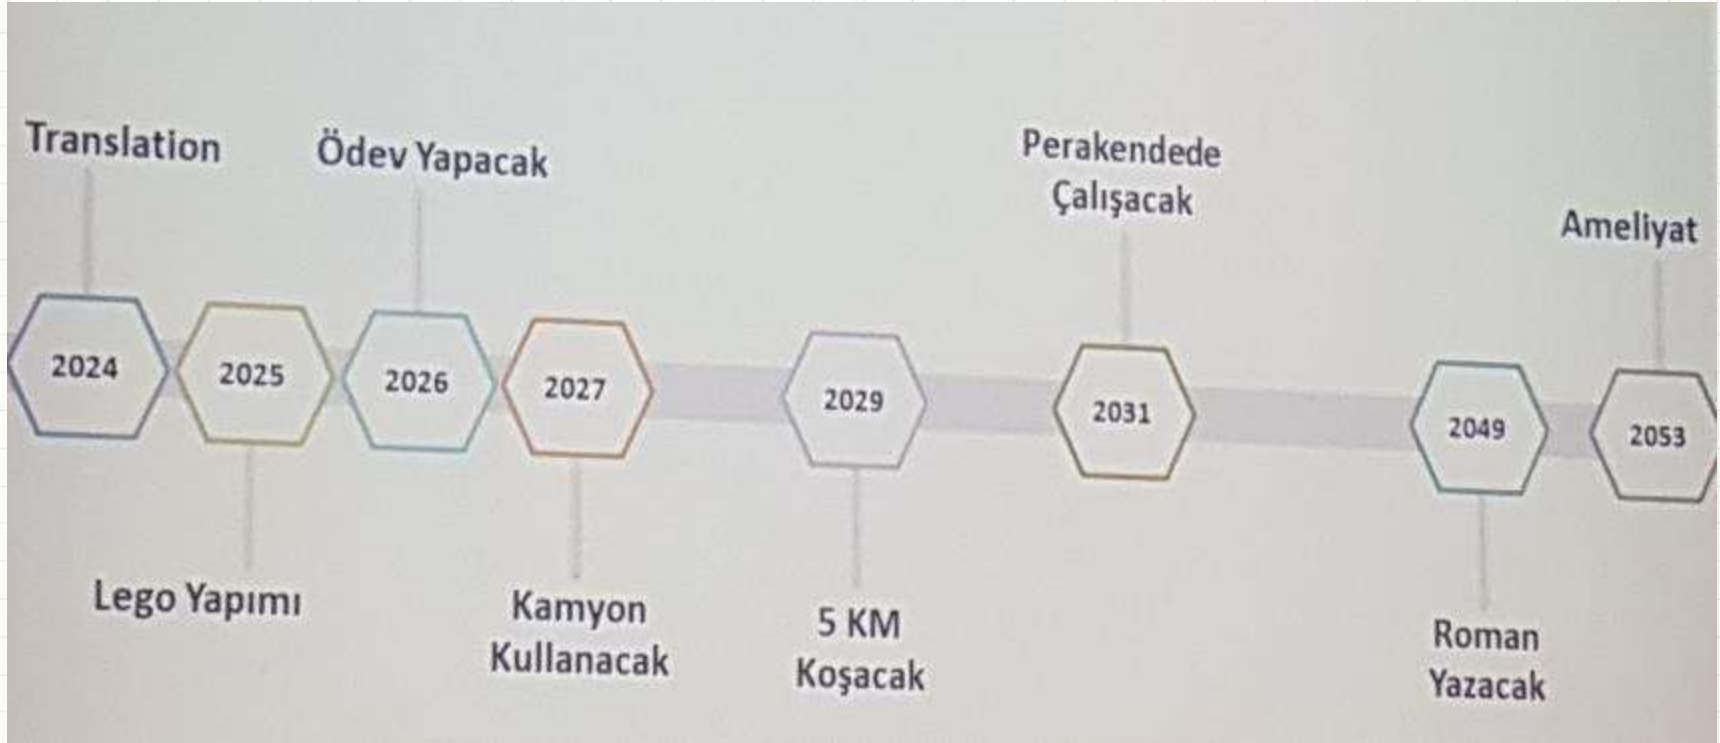 Translation
Ödev Yapacak
Perakendede
Çalışacak
Ameliyat
2024
2025
2026
2027
2029
2031
2049
2053
Lego Yapımı
Kamyon
Kullanacak
5 KM
Koşacak
Roman
Yazacak